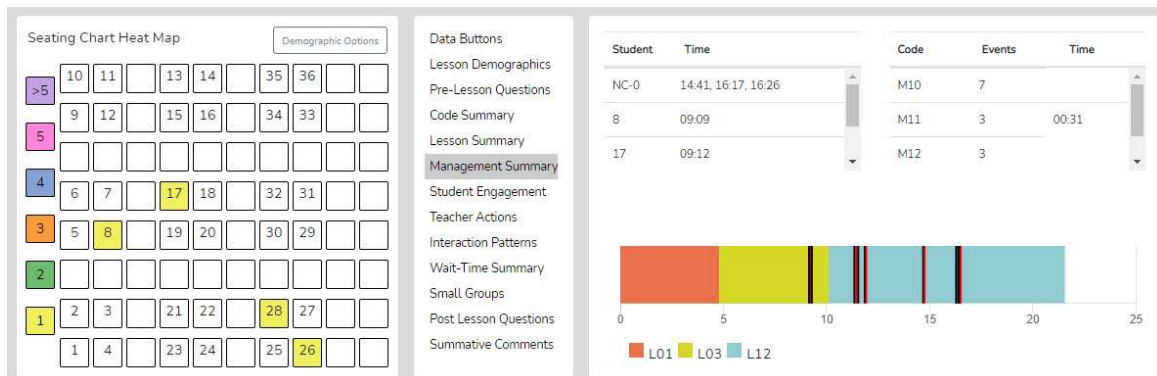 Seating Chart Heat Map
Demographic Options
>5
5
4
3
2
1
10 11 13 14 35 36
9 12 15 16 34 33
6 7 17 18 32 31
5 8 19 20 30 29
2 3 21 22 28 27
1 4 23 24 25 26
Data Buttons
Lesson Demographics
Pre-Lesson Questions
Code Summary
Lesson Summary
Management Summary
Student Engagement
Teacher Actions
Interaction Patterns
Wait-Time Summary
Small Groups
Post Lesson Questions
Summative Comments
Student Time
NC-0 14:41, 16:17, 16:26
8 09:09
17 09:12
Code Events Time
M10 7
M11 3 00:31
M12 3
0 5 10 15 20 25
L01 L03 L12